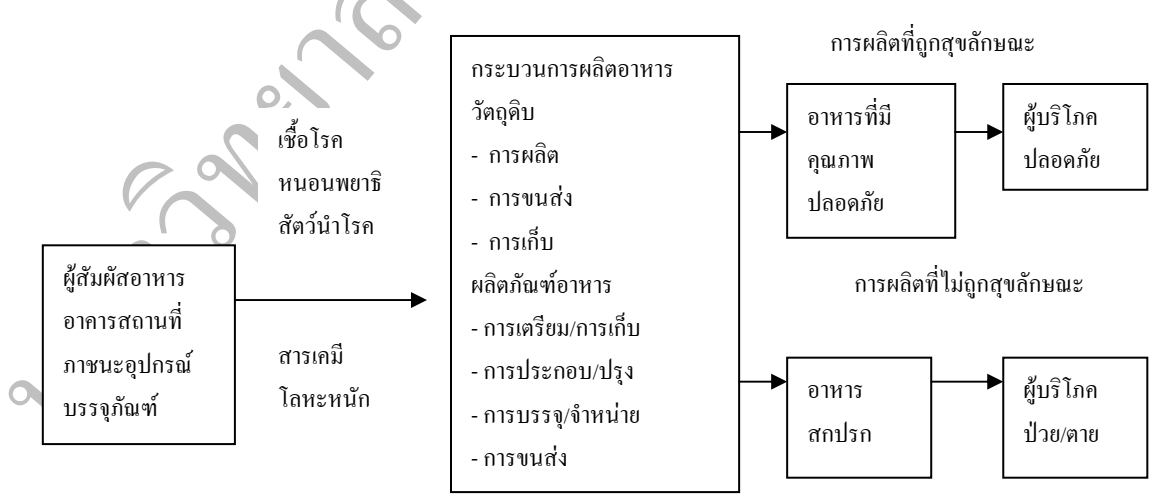 ผู้สัมผัสอาหาร
อาคารสถานที่
ภาชนะอุปกรณ์
บรรจุภัณฑ์
เชื้อโรค
หนอนพยาธิ
สัตว์นำโรค
สารเคมี
โลหะหนัก
กระบวนการผลิตอาหาร
วัตถุดิบ
- การผลิต
- การขนส่ง
- การเก็บ
ผลิตภัณฑ์อาหาร
- การเตรียม/การเก็บ
- การประกอบ/ปรุง
- การบรรจุ/จำหน่าย
- การขนส่ง
การผลิตที่ถูกสุขลักษณะ
อาหารที่มี
คุณภาพ
ปลอดภัย
ผู้บริโภค
ปลอดภัย
การผลิตที่ไม่ถูกสุขลักษณะ
อาหาร
สกปรก
ผู้บริโภค
ป่วย/ตาย